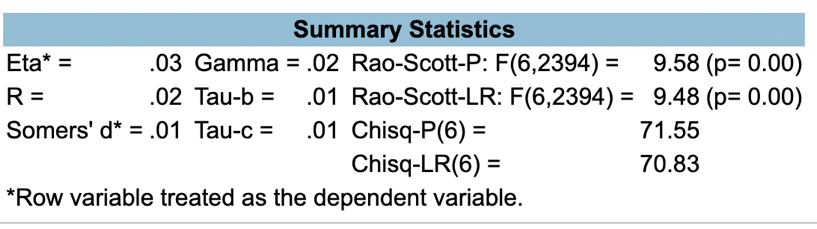 Summary Statistics
Eta* = .03 Gamma = .02 Rao-Scott-P: F(6,2394) = 9.58 (p= 0.00)
R = .02 Tau-b = .01 Rao-Scott-LR: F(6,2394) = 9.48 (p= 0.00)
Somers' d* = .01 Tau-c = .01 Chisq-P(6) = 71.55
Chisq-LR(6) = 70.83
*Row variable treated as the dependent variable.